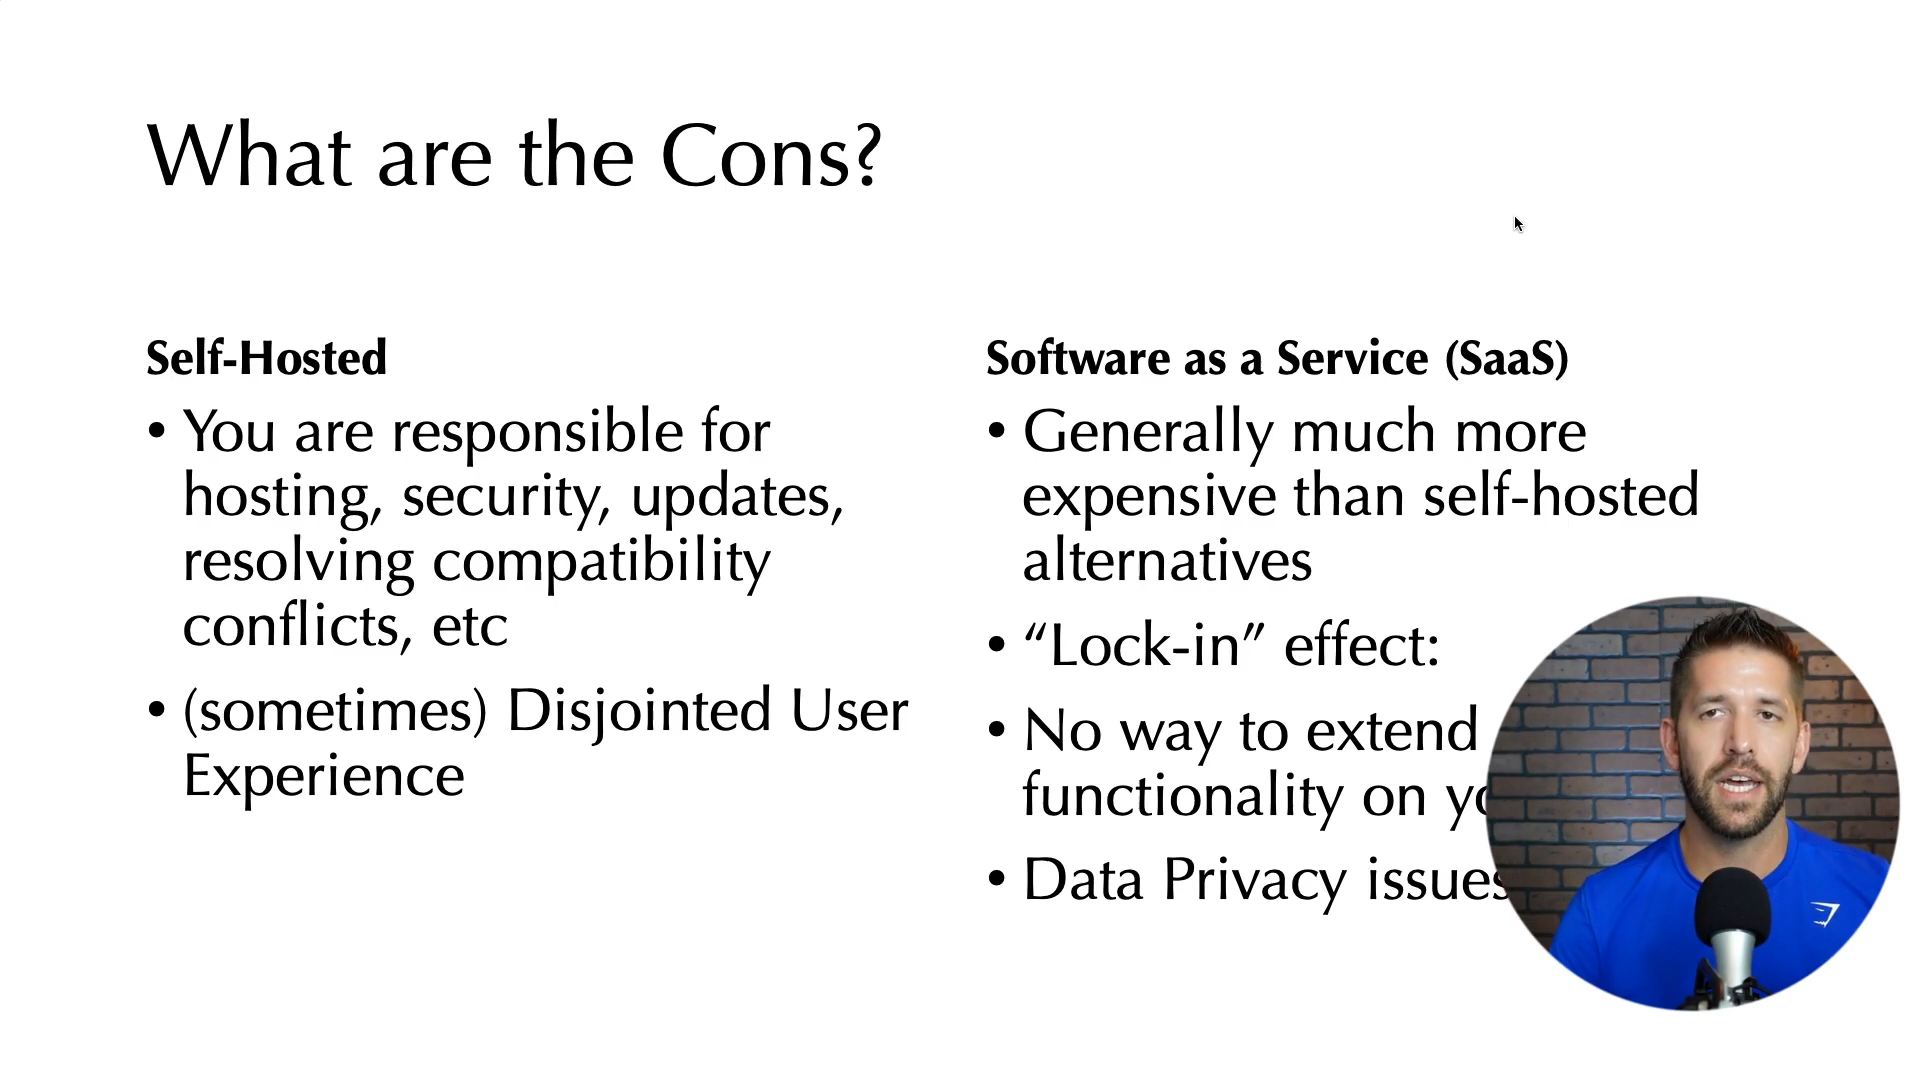 What are the Cons?
Self-Hosted
• You are responsible for
hosting, security, updates,
resolving compatibility
conflicts, etc
• (sometimes) Disjointed User
Experience
Software as a Service (SaaS)
• Generally much more
expensive than self-hosted
alternatives
• “Lock-in” effect:
• No way to extend
functionality on
• Data Privacy issues